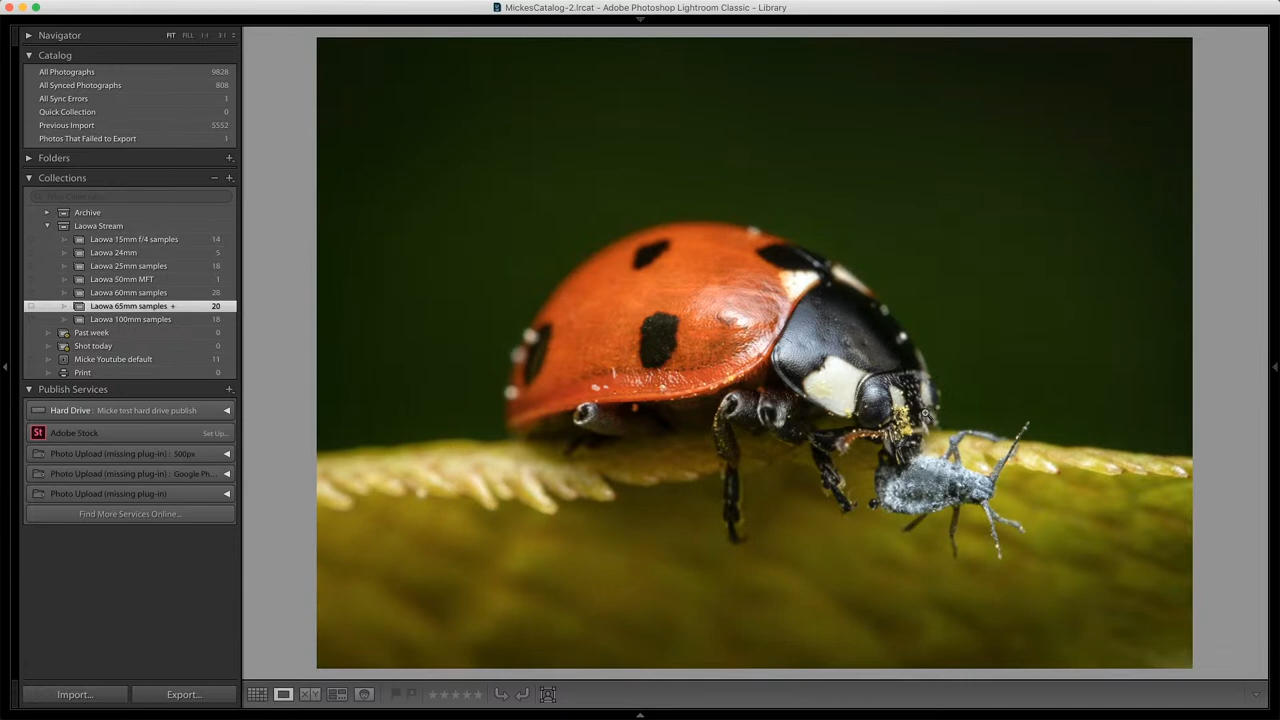 MickesCatalog-2.lrcat - Adobe Photoshop Lightroom Classic - Library
Navigator FIT FILL 1:1 3:1
Catalog
All Photographs 9828
All Synced Photographs 808
All Sync Errors 1
Quick Collection 0
Previous Import 5552
Photos That Failed to Export 1
Folders
Collections
Archive
Laowa Stream
Laowa 15mm f/4 samples 14
Laowa 24mm 5
Laowa 25mm samples 18
Laowa 50mm MFT 1
Laowa 60mm samples 28
Laowa 65mm samples + 20
Laowa 100mm samples 18
Past week 0
Shot today 0
Micke Youtube default 11
Print 0
Publish Services
Hard Drive : Micke test hard drive publish
St Adobe Stock Set Up...
Photo Upload (missing plug-in) : 500px
Photo Upload (missing plug-in) : Google Ph...
Photo Upload (missing plug-in)
Find More Services Online...
Import... Export...
XY